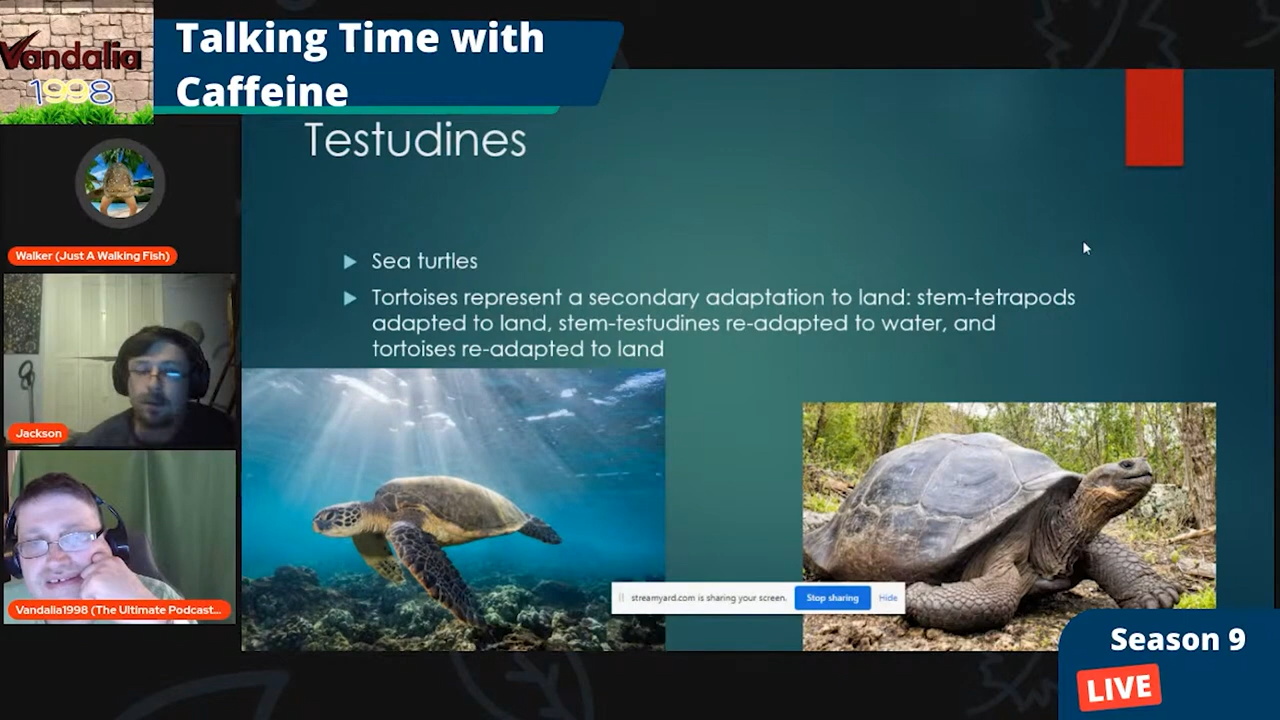 Vandalia
1998
Talking Time with
Caffeine
Testudines
Walker (Just A Walking Fish)
Sea turtles
Tortoises represent a secondary adaptation to land: stem-tetrapods
adapted to land, stem-testudines re-adapted to water, and
tortoises re-adapted to land
Jackson
Vandalia1998 (The Ultimate Podcast...
streamyard.com is sharing your screen.
Stop sharing
Hide
Season 9
LIVE